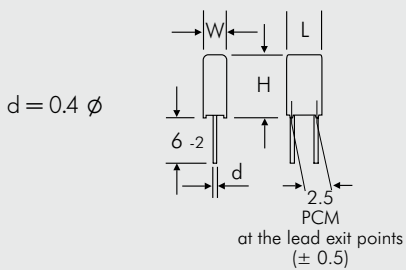 W
L
H
d = 0.4 ϕ
6 -2
d
2.5
PCM
at the lead exit points
(± 0.5)